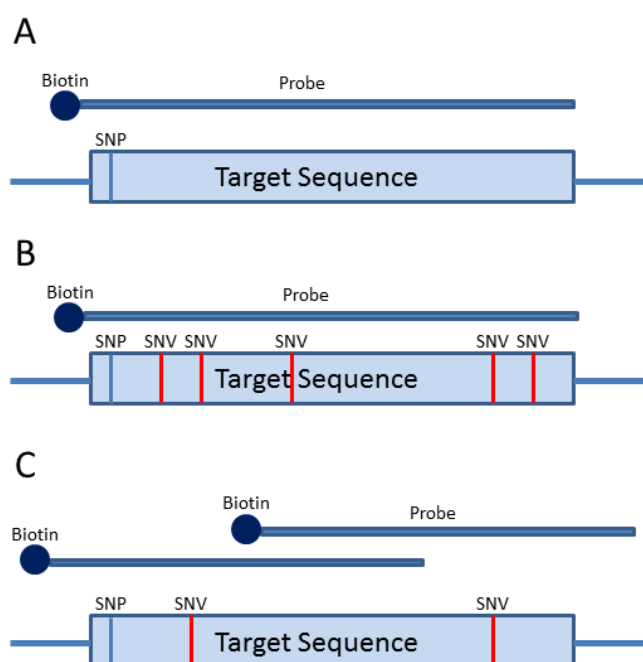 A
Biotin
Probe
SNP
Target Sequence
B
Biotin
Probe
SNP SNV SNV SNV SNV SNV
Target Sequence
C
Biotin
Probe
Biotin
SNP SNV SNV
Target Sequence